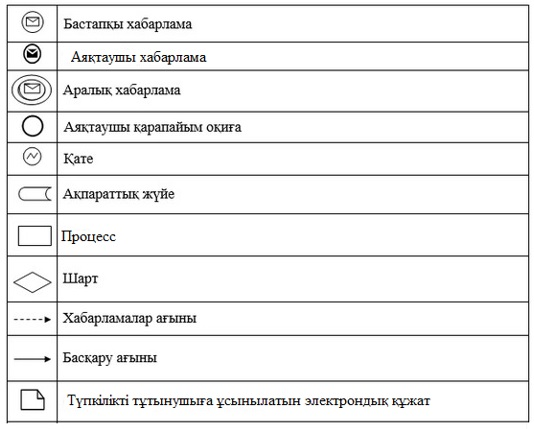 Бастапқы хабарлама
Аяқтаушы хабарлама
Аралық хабарлама
Аяқтаушы қарапайым оқиға
Қате
Ақпараттық жүйе
Процесс
Шарт
Хабарламалар ағыны
Басқару ағыны
Түпкілікті тұтынушыға ұсынылатын электрондық құжат